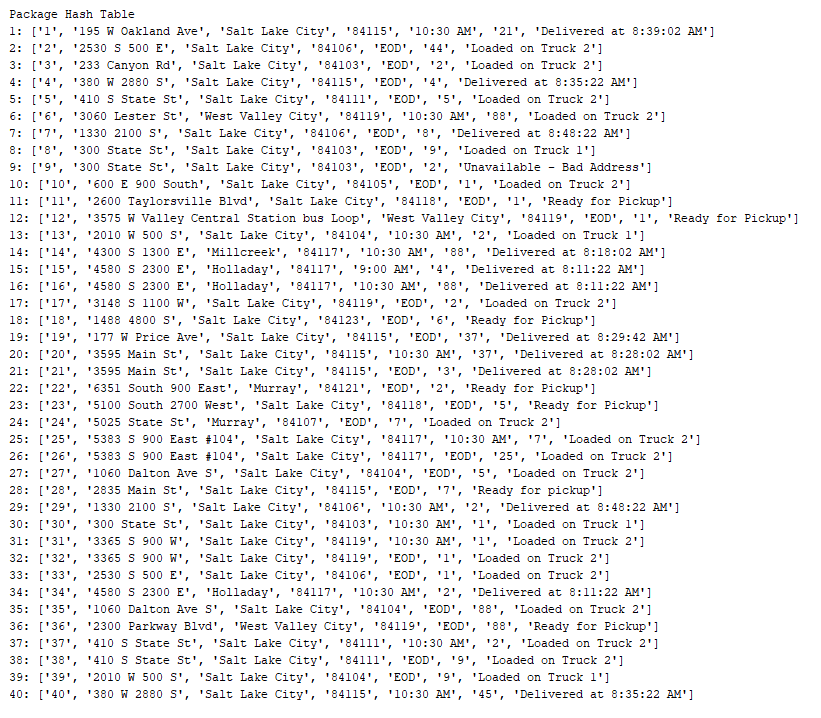 Package Hash Table
1: ['1', '195 W Oakland Ave', 'Salt Lake City', '84115', '10:30 AM', '21', 'Delivered at 8:39:02 AM']
2: ['2', '2530 S 500 E', 'Salt Lake City', '84106', 'EOD', '44', 'Loaded on Truck 2']
3: ['3', '233 Canyon Rd', 'Salt Lake City', '84103', 'EOD', '2', 'Loaded on Truck 2']
4: ['4', '380 W 2880 S', 'Salt Lake City', '84115', 'EOD', '4', 'Delivered at 8:35:22 AM']
5: ['5', '410 S State St', 'Salt Lake City', '84111', 'EOD', '5', 'Loaded on Truck 2']
6: ['6', '3060 Lester St', 'West Valley City', '84119', '10:30 AM', '88', 'Loaded on Truck 2']
7: ['7', '1330 2100 S', 'Salt Lake City', '84106', 'EOD', '8', 'Delivered at 8:48:22 AM']
8: ['8', '300 State St', 'Salt Lake City', '84103', 'EOD', '9', 'Loaded on Truck 1']
9: ['9', '300 State St', 'Salt Lake City', '84103', 'EOD', '2', 'Unavailable - Bad Address']
10: ['10', '600 E 900 South', 'Salt Lake City', '84105', 'EOD', '1', 'Loaded on Truck 2']
11: ['11', '2600 Taylorsville Blvd', 'Salt Lake City', '84118', 'EOD', '1', 'Ready for Pickup']
12: ['12', '3575 W Valley Central Station bus Loop', 'West Valley City', '84119', 'EOD', '1', 'Ready for Pickup']
13: ['13', '2010 W 500 S', 'Salt Lake City', '84104', '10:30 AM', '2', 'Loaded on Truck 1']
14: ['14', '4300 S 1300 E', 'Millcreek', '84117', '10:30 AM', '88', 'Delivered at 8:18:02 AM']
15: ['15', '4580 S 2300 E', 'Holladay', '84117', '9:00 AM', '4', 'Delivered at 8:11:22 AM']
16: ['16', '4580 S 2300 E', 'Holladay', '84117', '10:30 AM', '88', 'Delivered at 8:11:22 AM']
17: ['17', '3148 S 1100 W', 'Salt Lake City', '84119', 'EOD', '2', 'Loaded on Truck 2']
18: ['18', '1488 4800 S', 'Salt Lake City', '84123', 'EOD', '6', 'Ready for Pickup']
19: ['19', '177 W Price Ave', 'Salt Lake City', '84115', 'EOD', '37', 'Delivered at 8:29:42 AM']
20: ['20', '3595 Main St', 'Salt Lake City', '84115', '10:30 AM', '37', 'Delivered at 8:28:02 AM']
21: ['21', '3595 Main St', 'Salt Lake City', '84115', 'EOD', '3', 'Delivered at 8:28:02 AM']
22: ['22', '6351 South 900 East', 'Murray', '84121', 'EOD', '2', 'Ready for Pickup']
23: ['23', '5100 South 2700 West', 'Salt Lake City', '84118', 'EOD', '5', 'Ready for Pickup']
24: ['24', '5025 State St', 'Murray', '84107', 'EOD', '7', 'Loaded on Truck 2']
25: ['25', '5383 S 900 East #104', 'Salt Lake City', '84117', '10:30 AM', '7', 'Loaded on Truck 2']
26: ['26', '5383 S 900 East #104', 'Salt Lake City', '84117', 'EOD', '25', 'Loaded on Truck 2']
27: ['27', '1060 Dalton Ave S', 'Salt Lake City', '84104', 'EOD', '5', 'Loaded on Truck 2']
28: ['28', '2835 Main St', 'Salt Lake City', '84115', 'EOD', '7', 'Ready for pickup']
29: ['29', '1330 2100 S', 'Salt Lake City', '84106', '10:30 AM', '2', 'Delivered at 8:48:22 AM']
30: ['30', '300 State St', 'Salt Lake City', '84103', '10:30 AM', '1', 'Loaded on Truck 1']
31: ['31', '3365 S 900 W', 'Salt Lake City', '84119', '10:30 AM', '1', 'Loaded on Truck 2']
32: ['32', '3365 S 900 W', 'Salt Lake City', '84119', 'EOD', '1', 'Loaded on Truck 2']
33: ['33', '2530 S 500 E', 'Salt Lake City', '84106', 'EOD', '1', 'Loaded on Truck 2']
34: ['34', '4580 S 2300 E', 'Holladay', '84117', '10:30 AM', '2', 'Delivered at 8:11:22 AM']
35: ['35', '1060 Dalton Ave S', 'Salt Lake City', '84104', 'EOD', '88', 'Loaded on Truck 2']
36: ['36', '2300 Parkway Blvd', 'West Valley City', '84119', 'EOD', '88', 'Ready for Pickup']
37: ['37', '410 S State St', 'Salt Lake City', '84111', '10:30 AM', '2', 'Loaded on Truck 2']
38: ['38', '410 S State St', 'Salt Lake City', '84111', 'EOD', '9', 'Loaded on Truck 2']
39: ['39', '2010 W 500 S', 'Salt Lake City', '84104', 'EOD', '9', 'Loaded on Truck 1']
40: ['40', '380 W 2880 S', 'Salt Lake City', '84115', '10:30 AM', '45', 'Delivered at 8:35:22 AM']